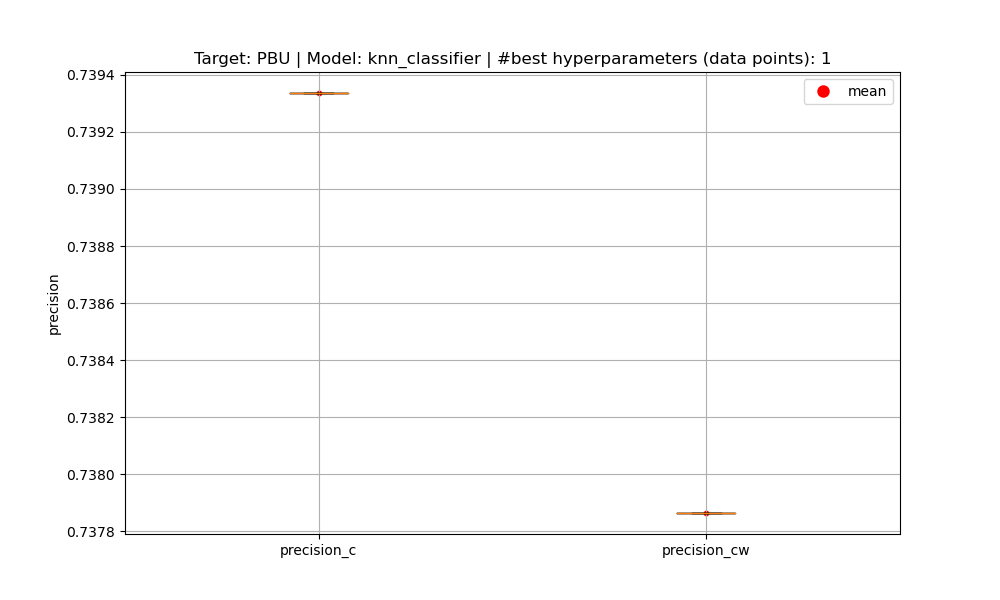 Target: PBU | Model: knn_classifier | #best hyperparameters (data points): 1
0.7394
mean
0.7392
0.7390
0.7388
0.7386
precision
0.7384
0.7382
0.7380
0.7378
precision_c
precision_cw